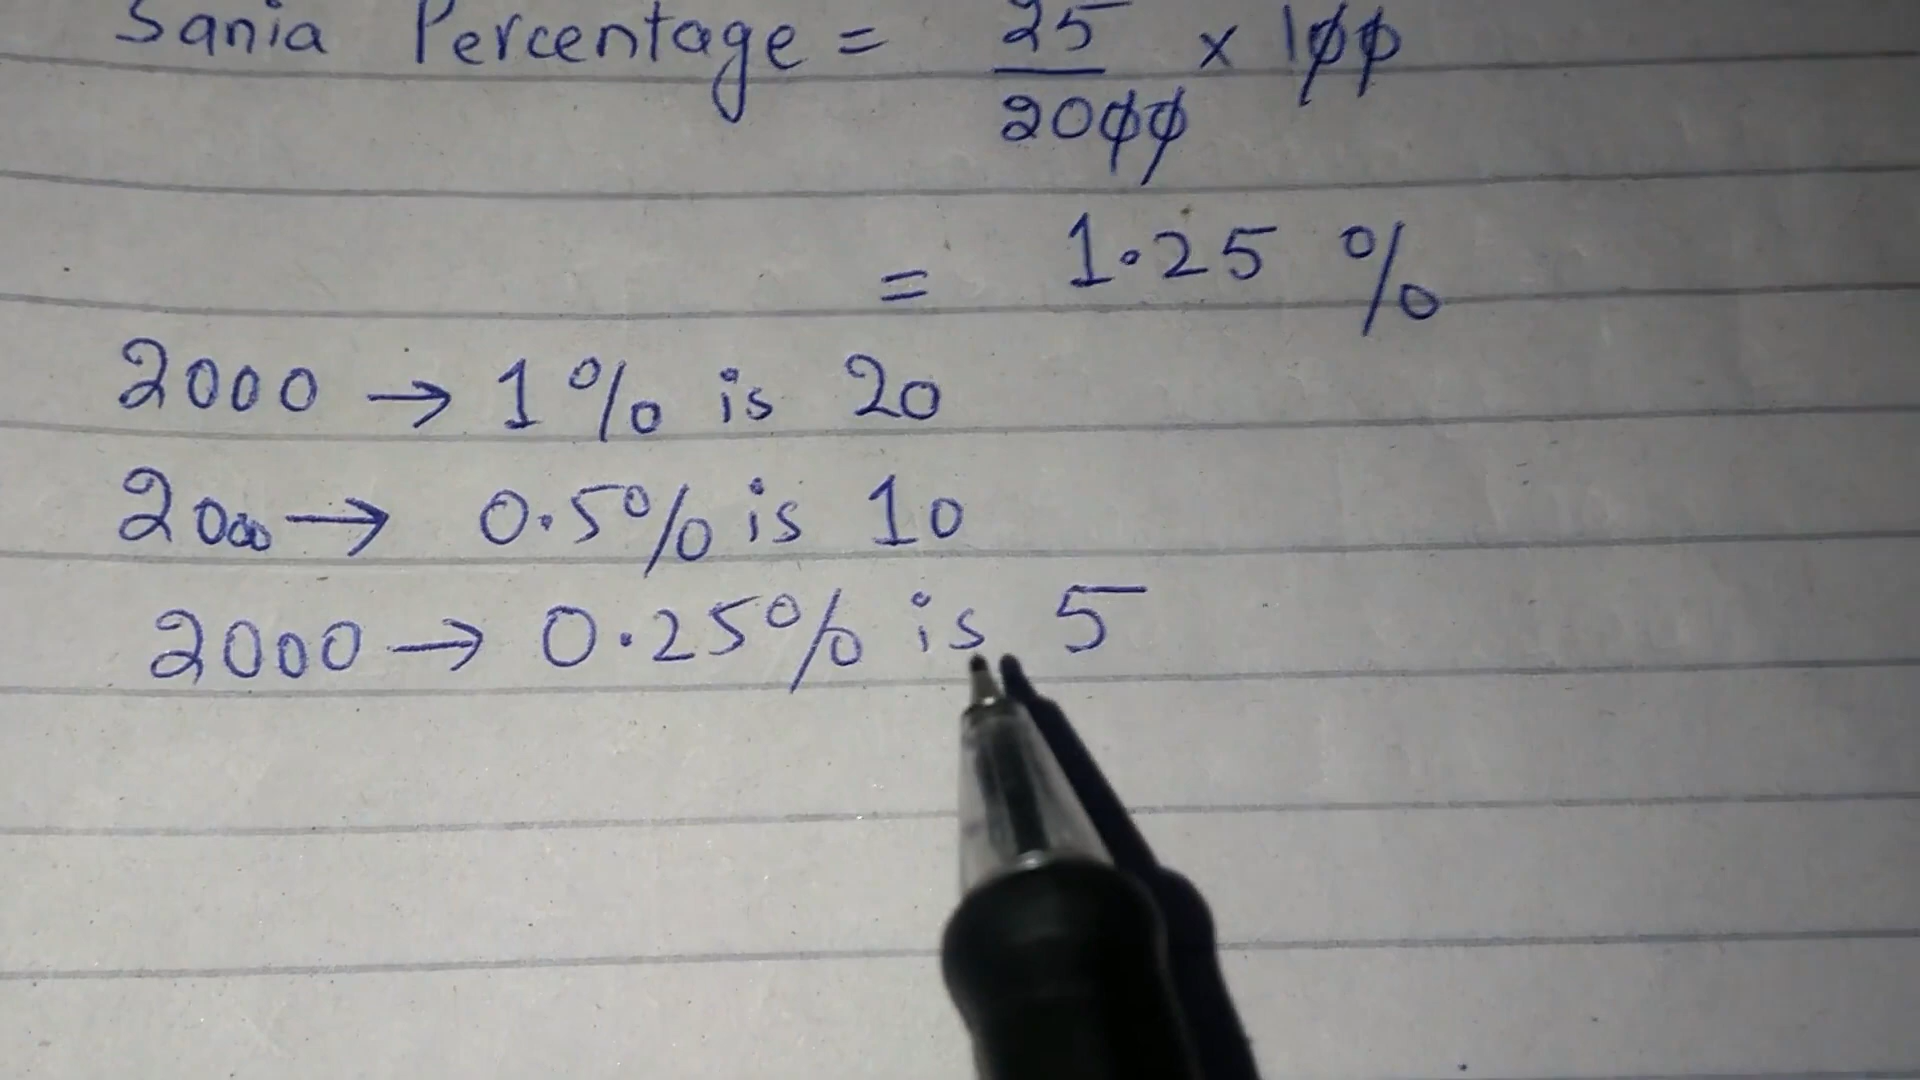 Sania Percentage = 25/2000 x 100
= 1.25 %
2000 → 1% is 20
2000 → 0.5% is 10
2000 → 0.25% is 5